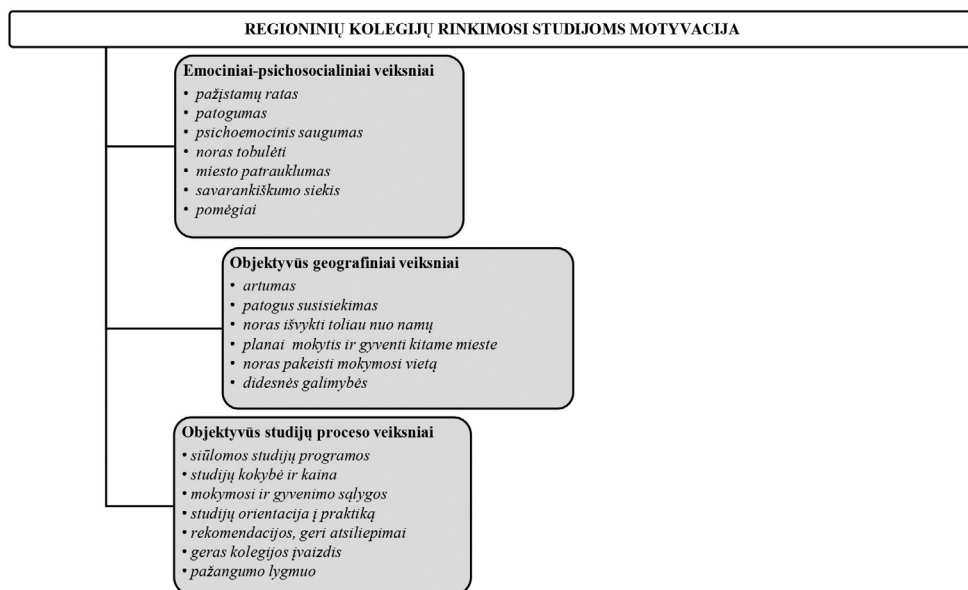 REGIONINIŲ KOLEGIJŲ RINKIMOSI STUDIJOMS MOTYVACIJA
Emociniai-psichosocialiniai veiksniai
• pažįstamų ratas
• patogumas
• psichoemocinis saugumas
• noras tobulėti
• miesto patrauklumas
• savarankiškumo siekis
• pomėgiai
Objektyvūs geografiniai veiksniai
• artumas
• patogus susisiekimas
• noras išvykti toliau nuo namų
• planai mokytis ir gyventi kitame mieste
• noras pakeisti mokymosi vietą
• didesnės galimybės
Objektyvūs studijų proceso veiksniai
• siūlomos studijų programos
• studijų kokybė ir kaina
• mokymosi ir gyvenimo sąlygos
• studijų orientacija į praktiką
• rekomendacijos, geri atsiliepimai
• geras kolegijos įvaizdis
• pažangumo lygmuo